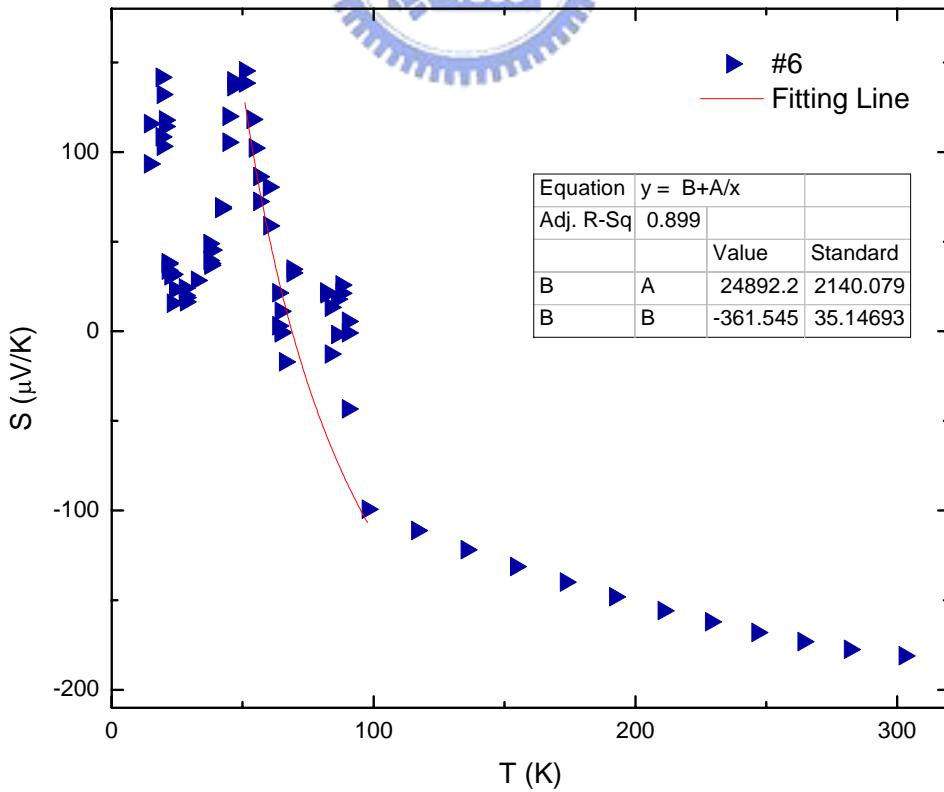 #6
Fitting Line
Equation y = B+A/x
Adj. R-Sq 0.899
Value Standard
B A 24892.2 2140.079
B B -361.545 35.14693
100
0
-100
-200
S (μV/K)
0 100 200 300
T (K)